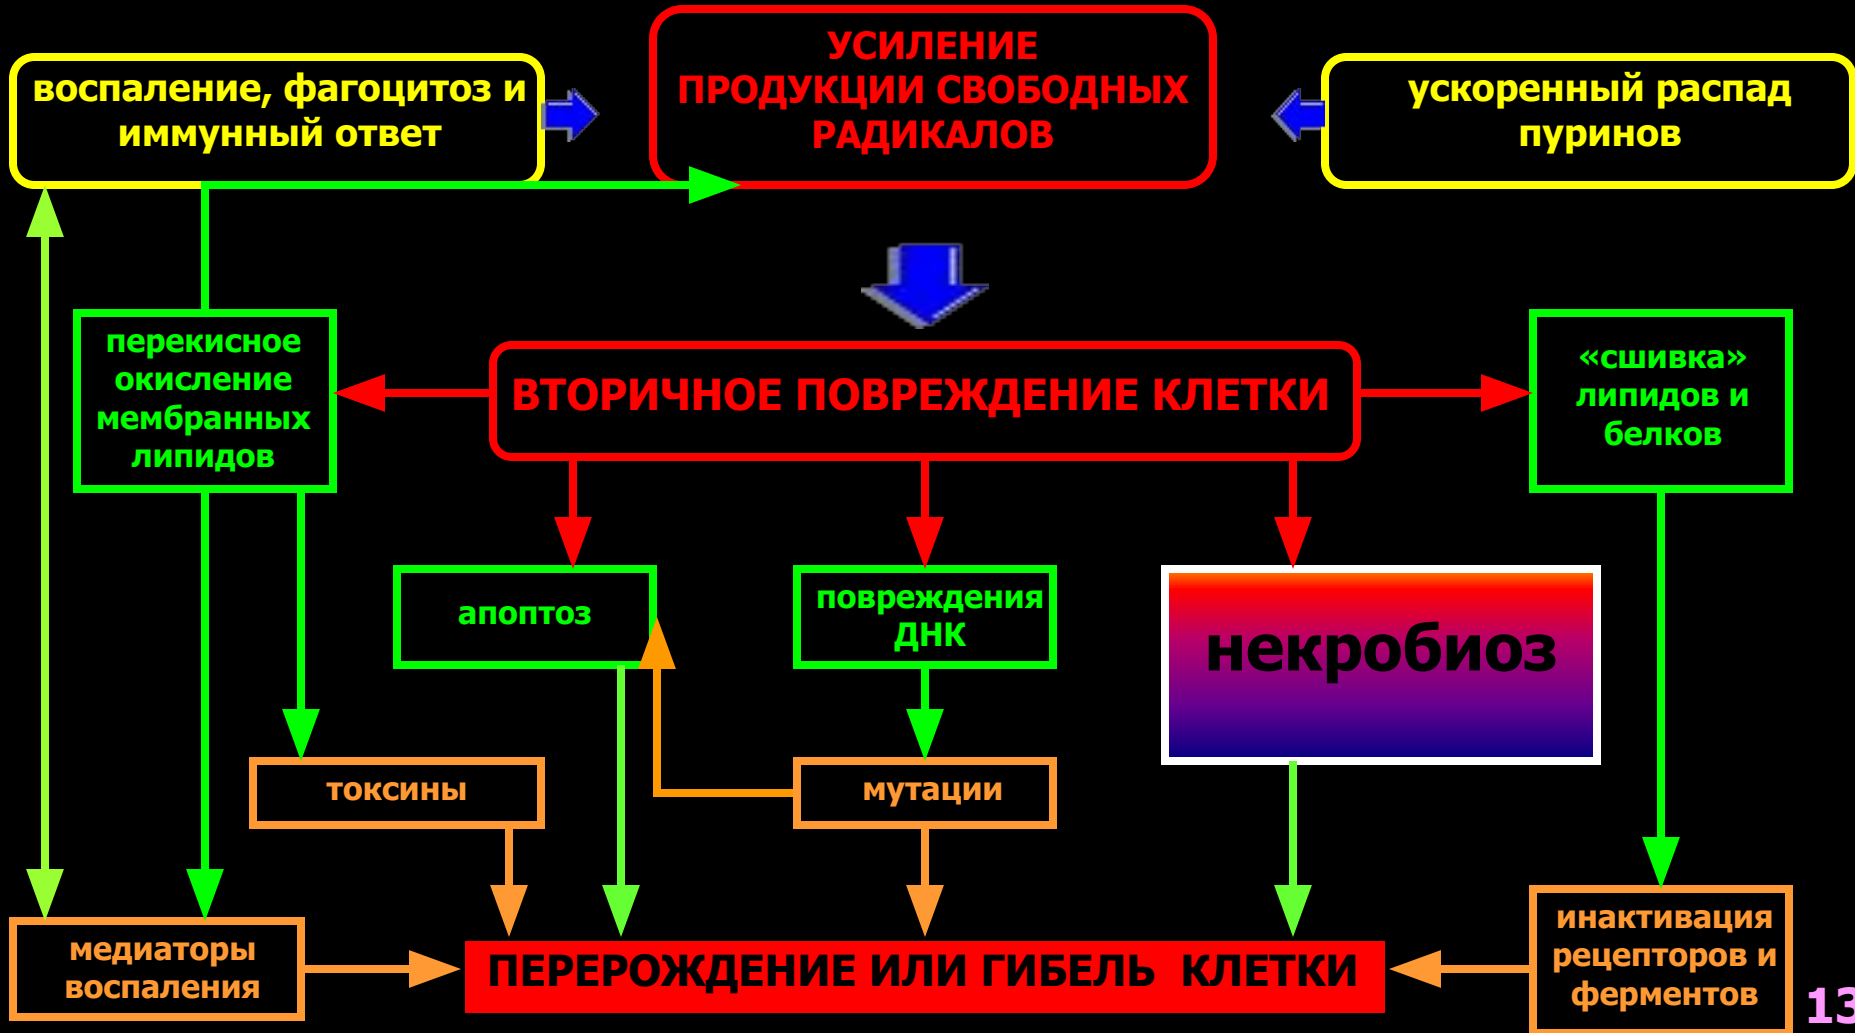 УСИЛЕНИЕ
ПРОДУКЦИИ СВОБОДНЫХ
РАДИКАЛОВ
воспаление, фагоцитоз и
иммунный ответ
ускоренный распад
пуринов
перекисное
окисление
мембранных
липидов
ВТОРИЧНОЕ ПОВРЕЖДЕНИЕ КЛЕТКИ
«сшивка»
липидов и
белков
апоптоз
повреждения
ДНК
некробиоз
токсины
мутации
медиаторы
воспаления
ПЕРЕРОЖДЕНИЕ ИЛИ ГИБЕЛЬ КЛЕТКИ
инактивация
рецепторов и
ферментов
13